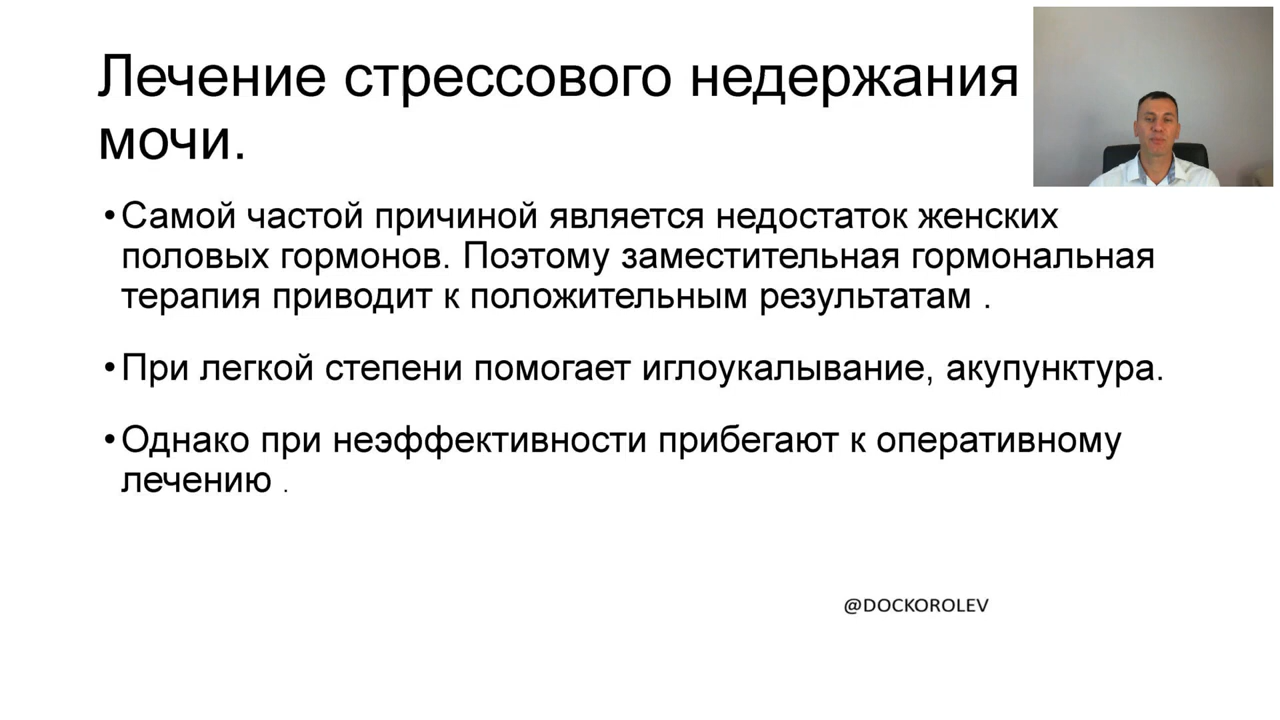 Лечение стрессового недержания
мочи.
•Самой частой причиной является недостаток женских
половых гормонов. Поэтому заместительная гормональная
терапия приводит к положительным результатам .
•При легкой степени помогает иглоукалывание, акупунктура.
•Однако при неэффективности прибегают к оперативному
лечению .
@DOCKOROLEV